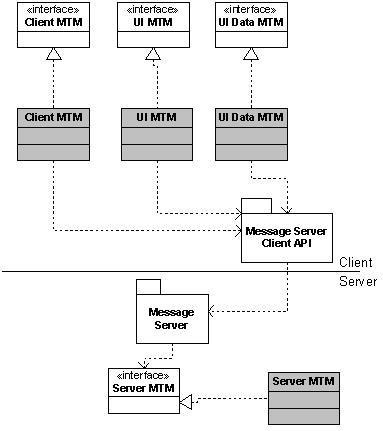 «interface»
Client MTM
«interface»
UI MTM
«interface»
UI Data MTM
Client MTM
UI MTM
UI Data MTM
Message Server
Client API
Client
Server
Message
Server
«interface»
Server MTM
Server MTM